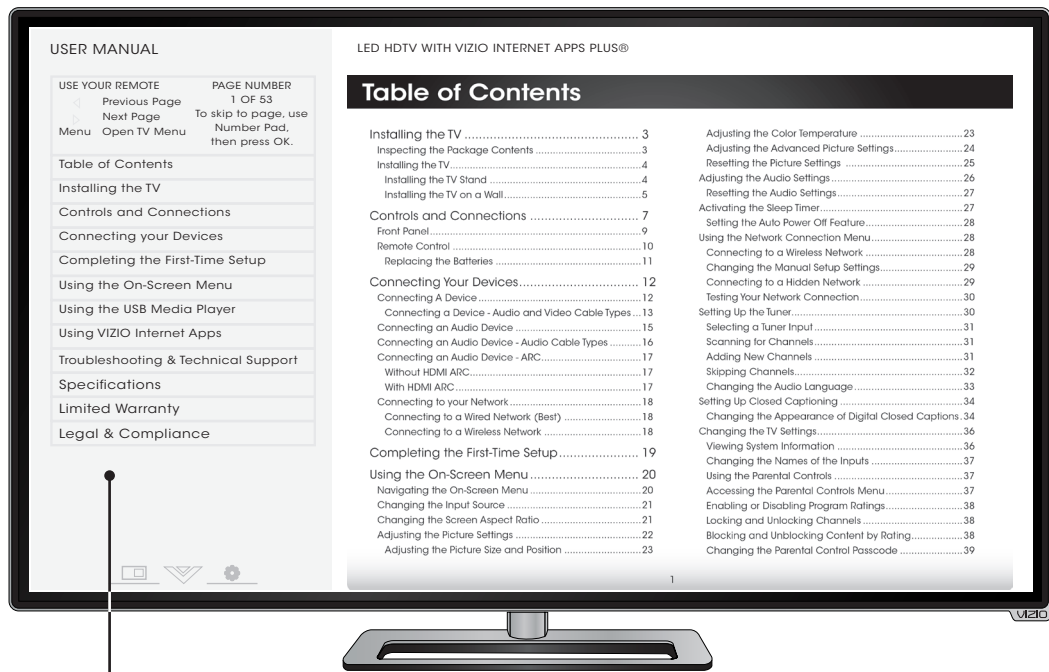 USER MANUAL
USE YOUR REMOTE
Previous Page
Next Page
Menu Open TV Menu
PAGE NUMBER
1 OF 53
To skip to page, use
Number Pad,
then press OK.
Table of Contents
Installing the TV
Controls and Connections
Connecting your Devices
Completing the First-Time Setup
Using the On-Screen Menu
Using the USB Media Player
Using VIZIO Internet Apps
Troubleshooting & Technical Support
Specifications
Limited Warranty
Legal & Compliance
LED HDTV WITH VIZIO INTERNET APPS PLUS®
Table of Contents
Installing the TV ........ 3
Inspecting the Package Contents ........ 3
Installing the TV ........ 4
Installing the TV Stand ........ 4
Installing the TV on a Wall ........ 5
Controls and Connections ........ 7
Front Panel ........ 9
Remote Control ........ 10
Replacing the Batteries ........ 11
Connecting Your Devices ........ 12
Connecting A Device ........ 12
Connecting a Device - Audio and Video Cable Types ... 13
Connecting an Audio Device ........ 15
Connecting an Audio Device - Audio Cable Types ........ 16
Connecting an Audio Device - ARC ........ 17
Without HDMI ARC ........ 17
With HDMI ARC ........ 17
Connecting to your Network ........ 18
Connecting to a Wired Network (Best) ........ 18
Connecting to a Wireless Network ........ 18
Completing the First-Time Setup ........ 19
Using the On-Screen Menu ........ 20
Navigating the On-Screen Menu ........ 20
Changing the Input Source ........ 21
Changing the Screen Aspect Ratio ........ 21
Adjusting the Picture Settings ........ 22
Adjusting the Picture Size and Position ........ 23
Adjusting the Color Temperature ........ 23
Adjusting the Advanced Picture Settings ........ 24
Resetting the Picture Settings ........ 25
Adjusting the Audio Settings ........ 26
Resetting the Audio Settings ........ 27
Activating the Sleep Timer ........ 27
Setting the Auto Power Off Feature ........ 28
Using the Network Connection Menu ........ 28
Connecting to a Wireless Network ........ 28
Changing the Manual Setup Settings ........ 29
Connecting to a Hidden Network ........ 29
Testing Your Network Connection ........ 30
Setting Up the Tuner ........ 30
Selecting a Tuner Input ........ 31
Scanning for Channels ........ 31
Adding New Channels ........ 31
Skipping Channels ........ 32
Changing the Audio Language ........ 33
Setting Up Closed Captioning ........ 34
Changing the Appearance of Digital Closed Captions . 34
Changing the TV Settings ........ 36
Viewing System Information ........ 36
Changing the Names of the Inputs ........ 37
Using the Parental Controls ........ 37
Accessing the Parental Controls Menu ........ 37
Enabling or Disabling Program Ratings ........ 38
Locking and Unlocking Channels ........ 38
Blocking and Unblocking Content by Rating ........ 38
Changing the Parental Control Passcode ........ 39
1
VIZIO